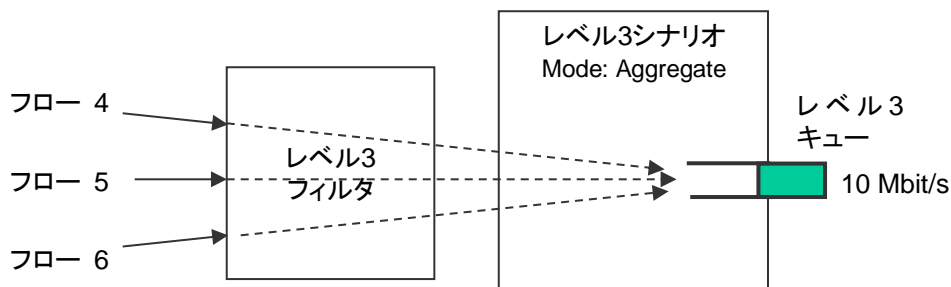 レベル3シナリオ
Mode: Aggregate
フロー 4
フロー 5
フロー 6
レベル3
フィルタ
レベル3
キュー
10 Mbit/s